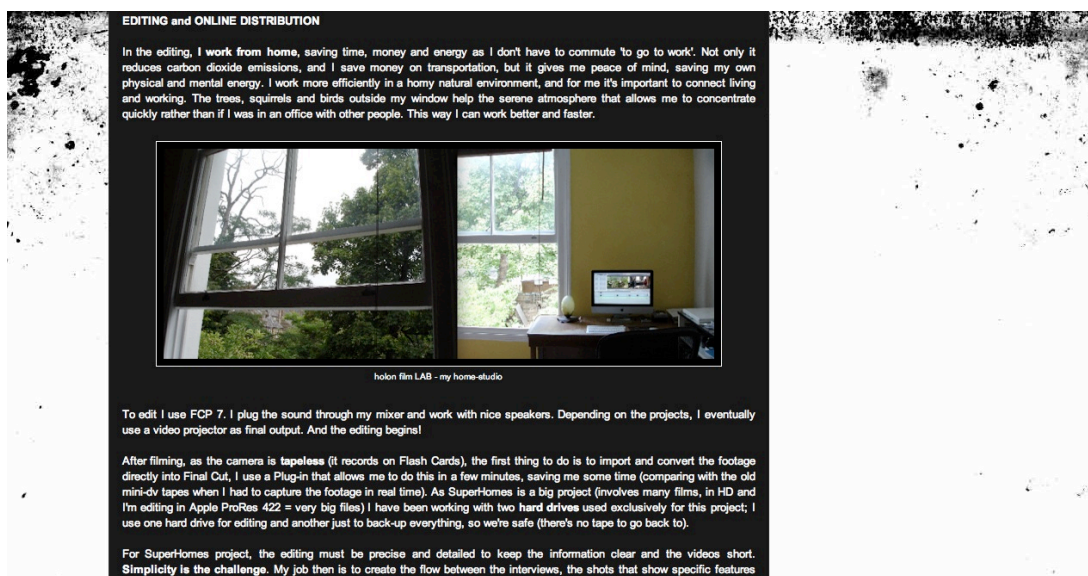 EDITING and ONLINE DISTRIBUTION
In the editing, I work from home, saving time, money and energy as I don't have to commute 'to go to work'. Not only it
reduces carbon dioxide emissions, and I save money on transportation, but it gives me peace of mind, saving my own
physical and mental energy. I work more efficiently in a homy natural environment, and for me it's important to connect living
and working. The trees, squirrels and birds outside my window help the serene atmosphere that allows me to concentrate
quickly rather than if I was in an office with other people. This way I can work better and faster.
holon film LAB - my home-studio
To edit I use FCP 7. I plug the sound through my mixer and work with nice speakers. Depending on the projects, I eventually
use a video projector as final output. And the editing begins!
After filming, as the camera is tapeless (it records on Flash Cards), the first thing to do is to import and convert the footage
directly into Final Cut, I use a Plug-in that allows me to do this in a few minutes, saving me some time (comparing with the old
mini-dv tapes when I had to capture the footage in real time). As SuperHomes is a big project (involves many films, in HD and
I'm editing in Apple ProRes 422 = very big files) I have been working with two hard drives used exclusively for this project; I
use one hard drive for editing and another just to back-up everything, so we're safe (there's no tape to go back to).
For SuperHomes project, the editing must be precise and detailed to keep the information clear and the videos short.
Simplicity is the challenge. My job then is to create the flow between the interviews, the shots that show specific features